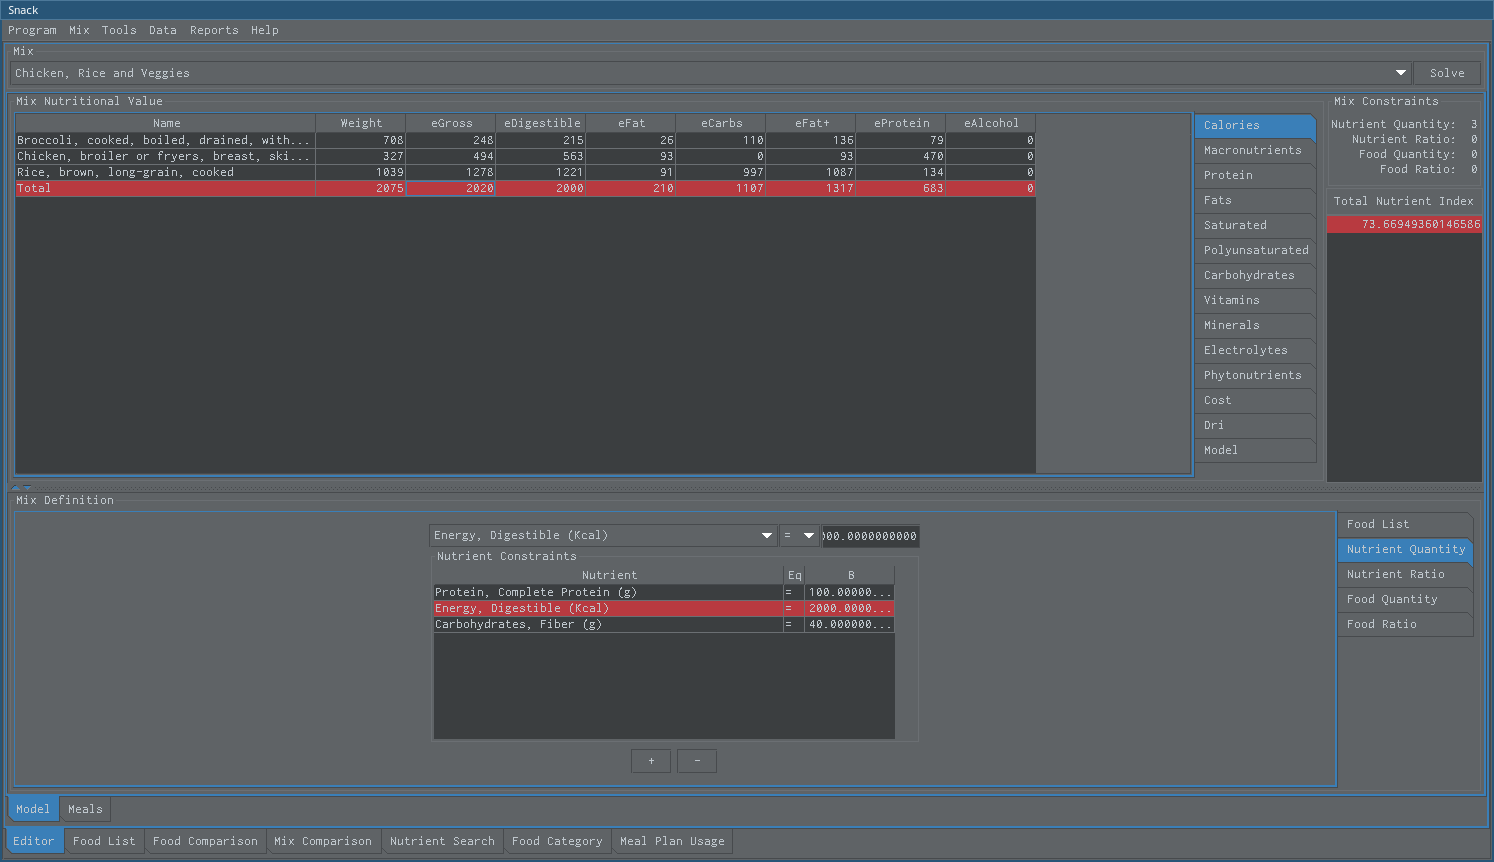 Snack
Program Mix Tools Data Reports Help
Mix
Chicken, Rice and Veggies
Solve
Mix Nutritional Value
Name Weight eGross eDigestible eFat eCarbs eFat+ eProtein eAlcohol
Broccoli, cooked, boiled, drained, with... 708 248 215 26 110 136 79 0
Chicken, broiler or fryers, breast, ski... 327 494 563 93 0 93 470 0
Rice, brown, long-grain, cooked 1039 1278 1221 91 997 1087 134 0
Total 2075 2020 2000 210 1107 1317 683 0
Calories
Macronutrients
Protein
Fats
Saturated
Polyunsaturated
Carbohydrates
Vitamins
Minerals
Electrolytes
Phytonutrients
Cost
Dri
Model
Mix Constraints
Nutrient Quantity: 3
Nutrient Ratio: 0
Food Quantity: 0
Food Ratio: 0
Total Nutrient Index
73.66949360146586
Mix Definition
Energy, Digestible (Kcal) = 00.0000000000
Nutrient Constraints
Nutrient Eq B
Protein, Complete Protein (g) = 100.00000...
Energy, Digestible (Kcal) = 2000.0000...
Carbohydrates, Fiber (g) = 40.000000...
+ -
Food List
Nutrient Quantity
Nutrient Ratio
Food Quantity
Food Ratio
Model Meals
Editor Food List Food Comparison Mix Comparison Nutrient Search Food Category Meal Plan Usage